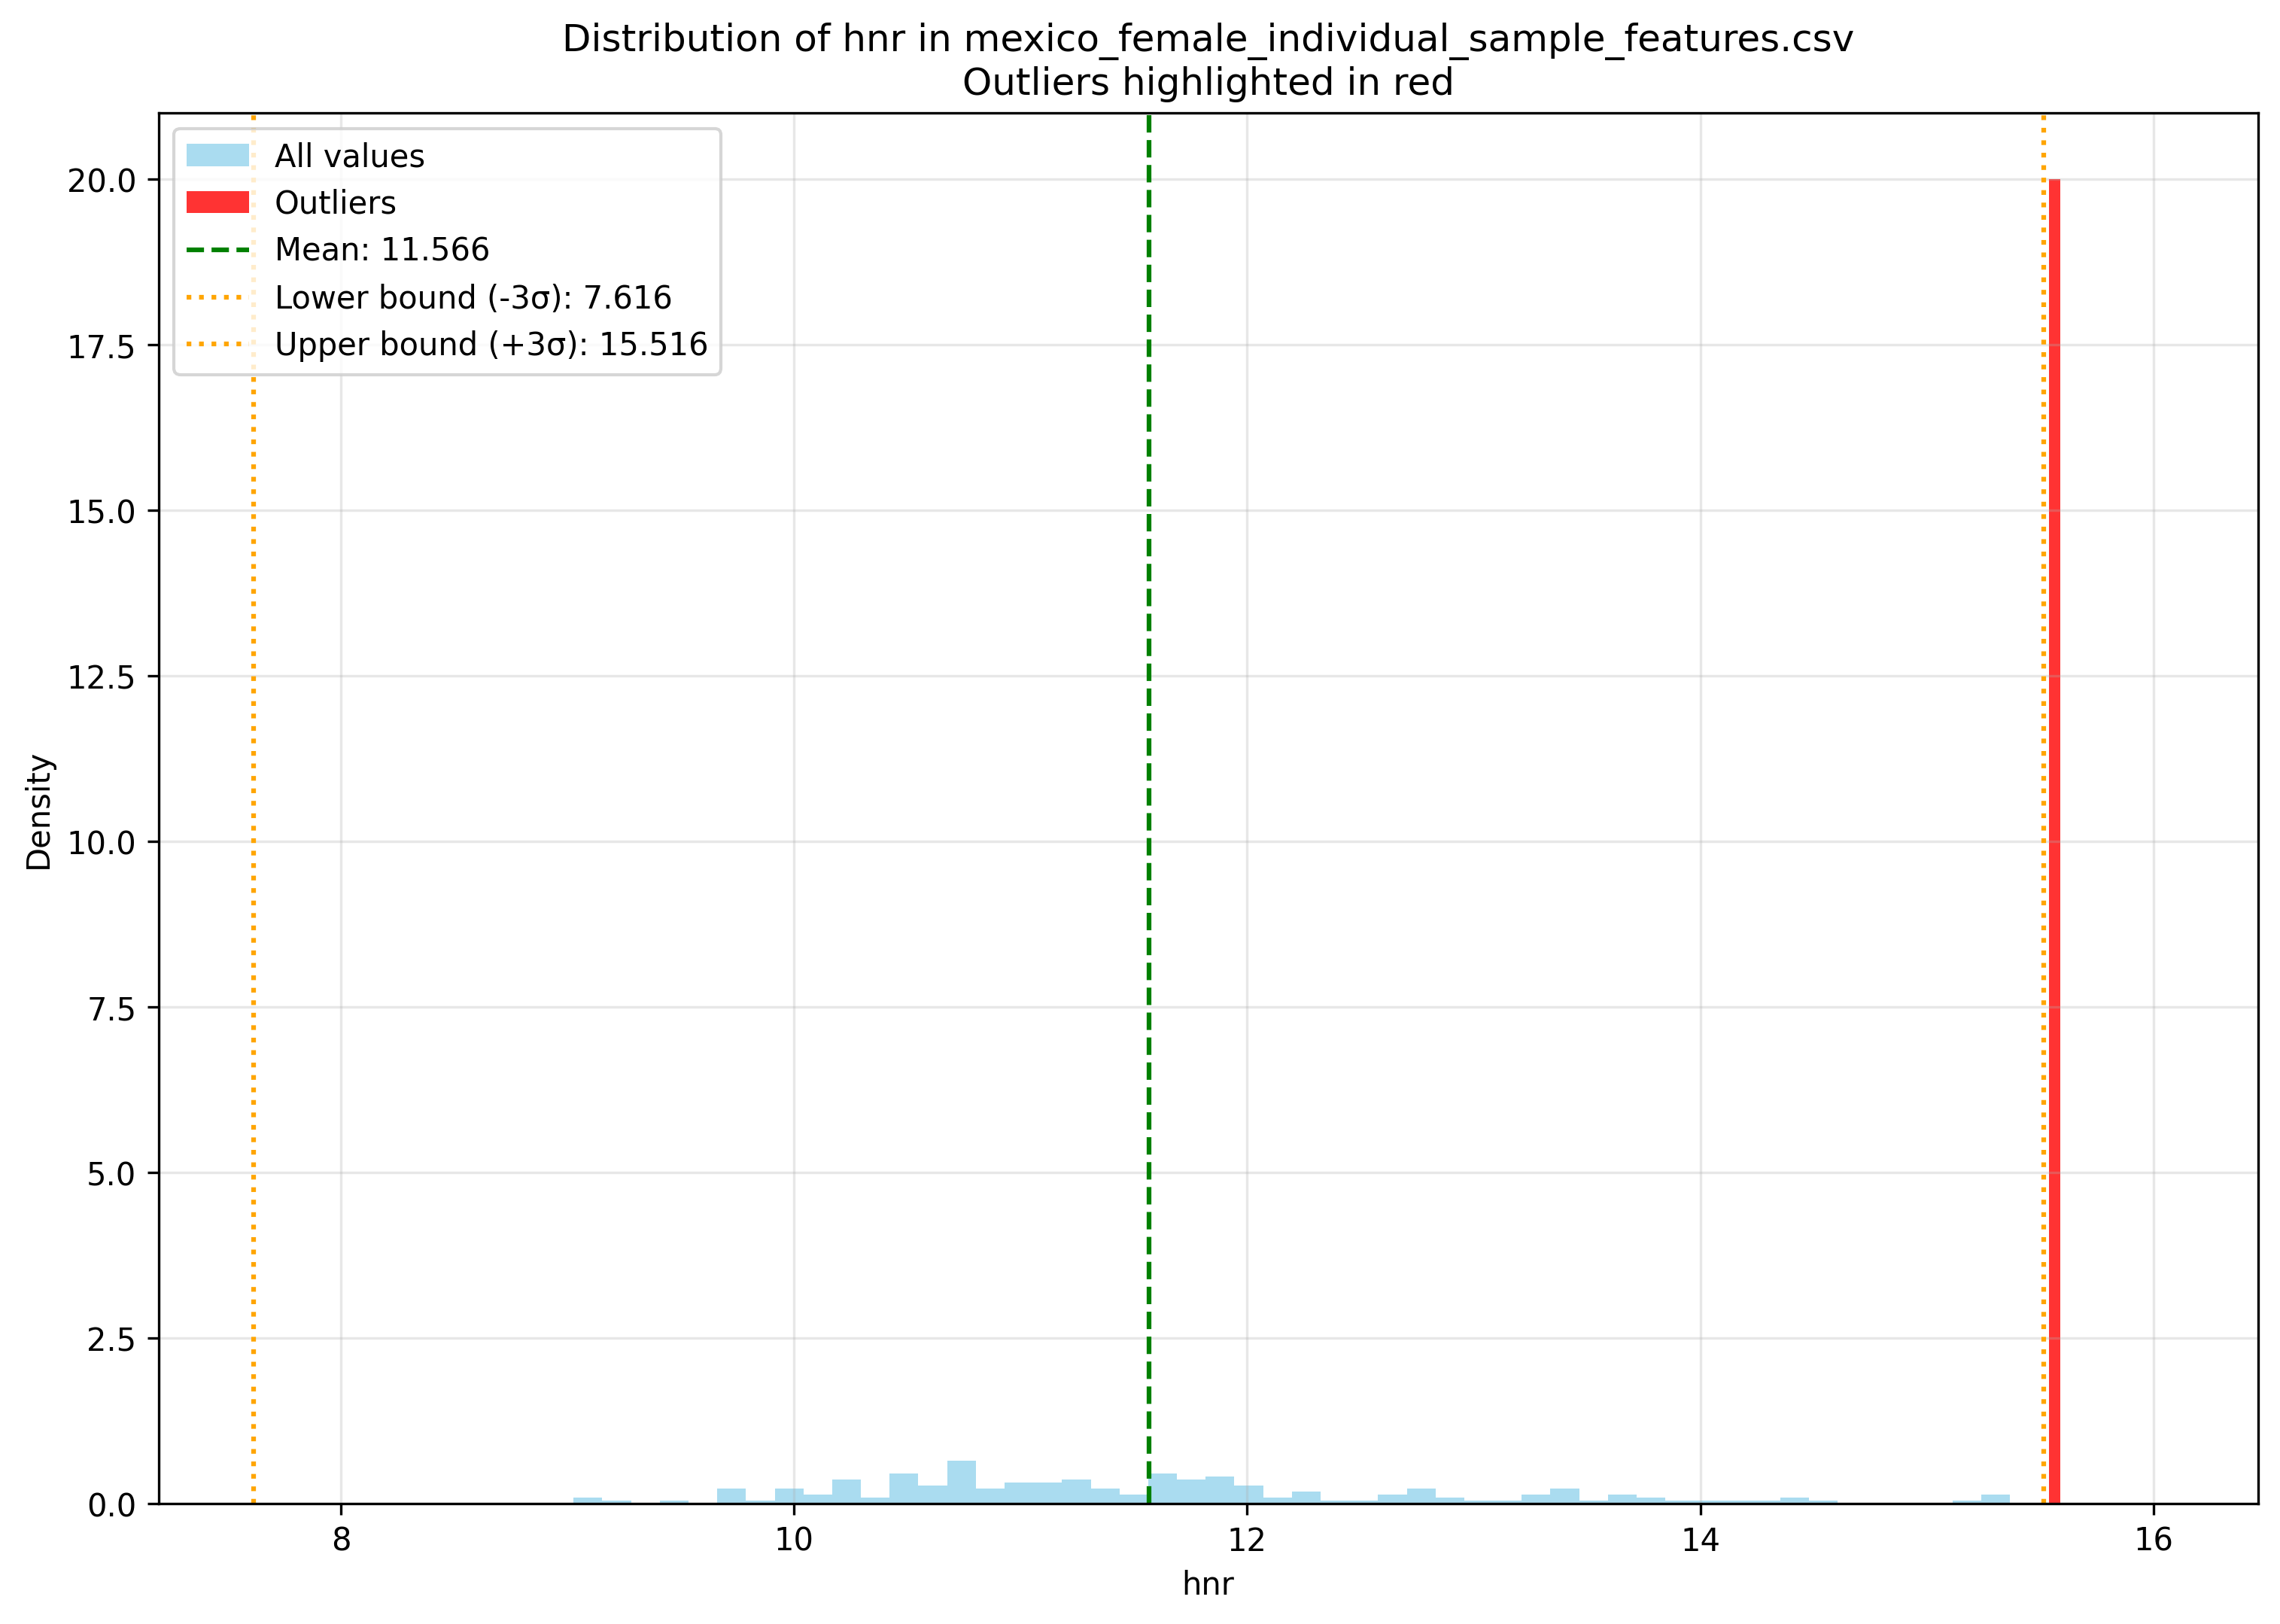 Distribution of hnr in mexico_female_individual_sample_features.csv
Outliers highlighted in red
All values
Outliers
Mean: 11.566
Lower bound (-3σ): 7.616
Upper bound (+3σ): 15.516
Density
20.0
17.5
15.0
12.5
10.0
7.5
5.0
2.5
0.0
8
10
12
14
16
hnr